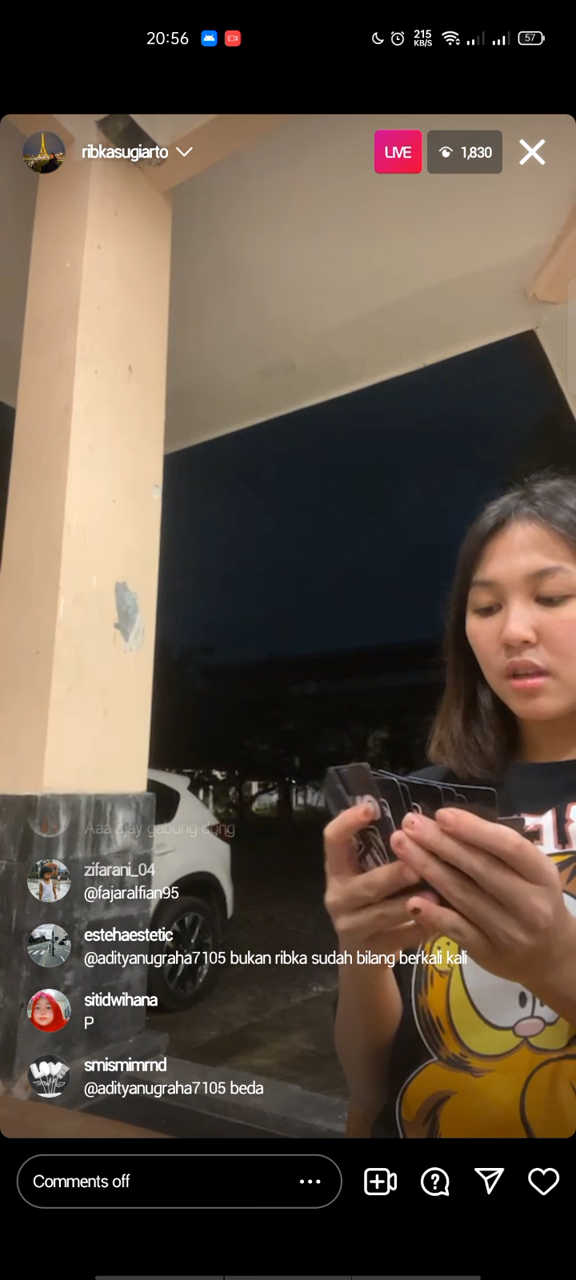 20:56
215
KB/S
57
ribkasugiarto
LIVE
1,830
Aaa ajay gabung dong
zifarani_04
@fajaralfian95
estehaestetic
@adityanugraha7105 bukan ribka sudah bilang berkali kali
sitidwihana
P
smismimrnd
@adityanugraha7105 beda
Comments off